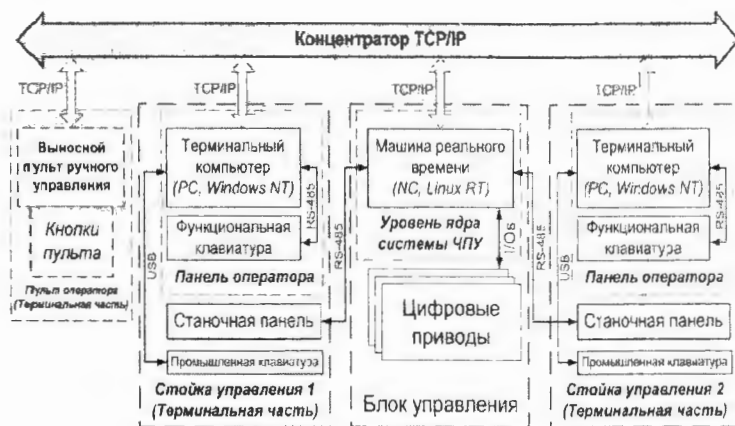 Концентратор TCP/IP
TCP/IP
TCP/IP
TCP/IP
TCP/IP
Выносной
пульт ручного
управления
Кнопки
пульта
Пульт оператора
(Терминальная часть)
Терминальный
компьютер
(PC, Windows NT)
RS-485
Функциональная
клавиатура
Панель оператора
USB
RS-485
Станочная панель
Промышленная клавиатура
Стойка управления 1
(Терминальная часть)
Машина реального
времени
(NC, Linux RT)
Уровень ядра
системы ЧПУ
I/Os
Цифровые
приводы
Блок управления
RS-485
Терминальный
компьютер
(PC, Windows NT)
RS-485
Функциональная
клавиатура
Панель оператора
USB
Станочная панель
Промышленная клавиатура
Стойка управления 2
(Терминальная часть)